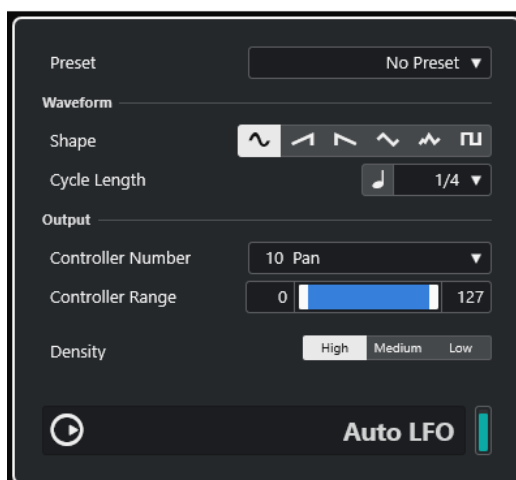 Preset No Preset
Waveform
Shape
Cycle Length 1/4
Output
Controller Number 10 Pan
Controller Range 0 127
Density High Medium Low
Auto LFO